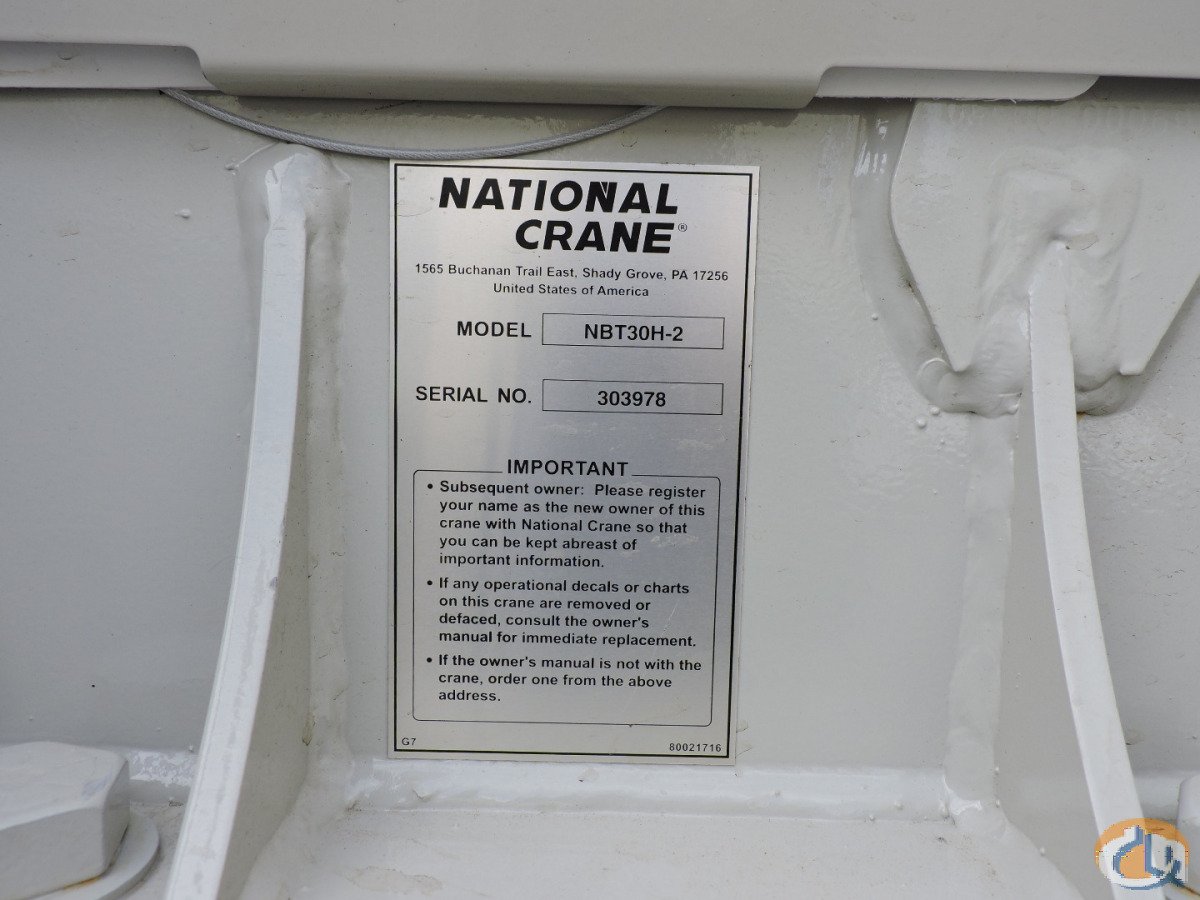 NATIONAL
CRANE®
1565 Buchanan Trail East, Shady Grove, PA 17256
United States of America
MODEL NBT30H-2
SERIAL NO. 303978
IMPORTANT
• Subsequent owner: Please register
your name as the new owner of this
crane with National Crane so that
you can be kept abreast of
important information.
• If any operational decals or charts
on this crane are removed or
defaced, consult the owner's
manual for immediate replacement.
• If the owner's manual is not with the
crane, order one from the above
address.
G7 80021716